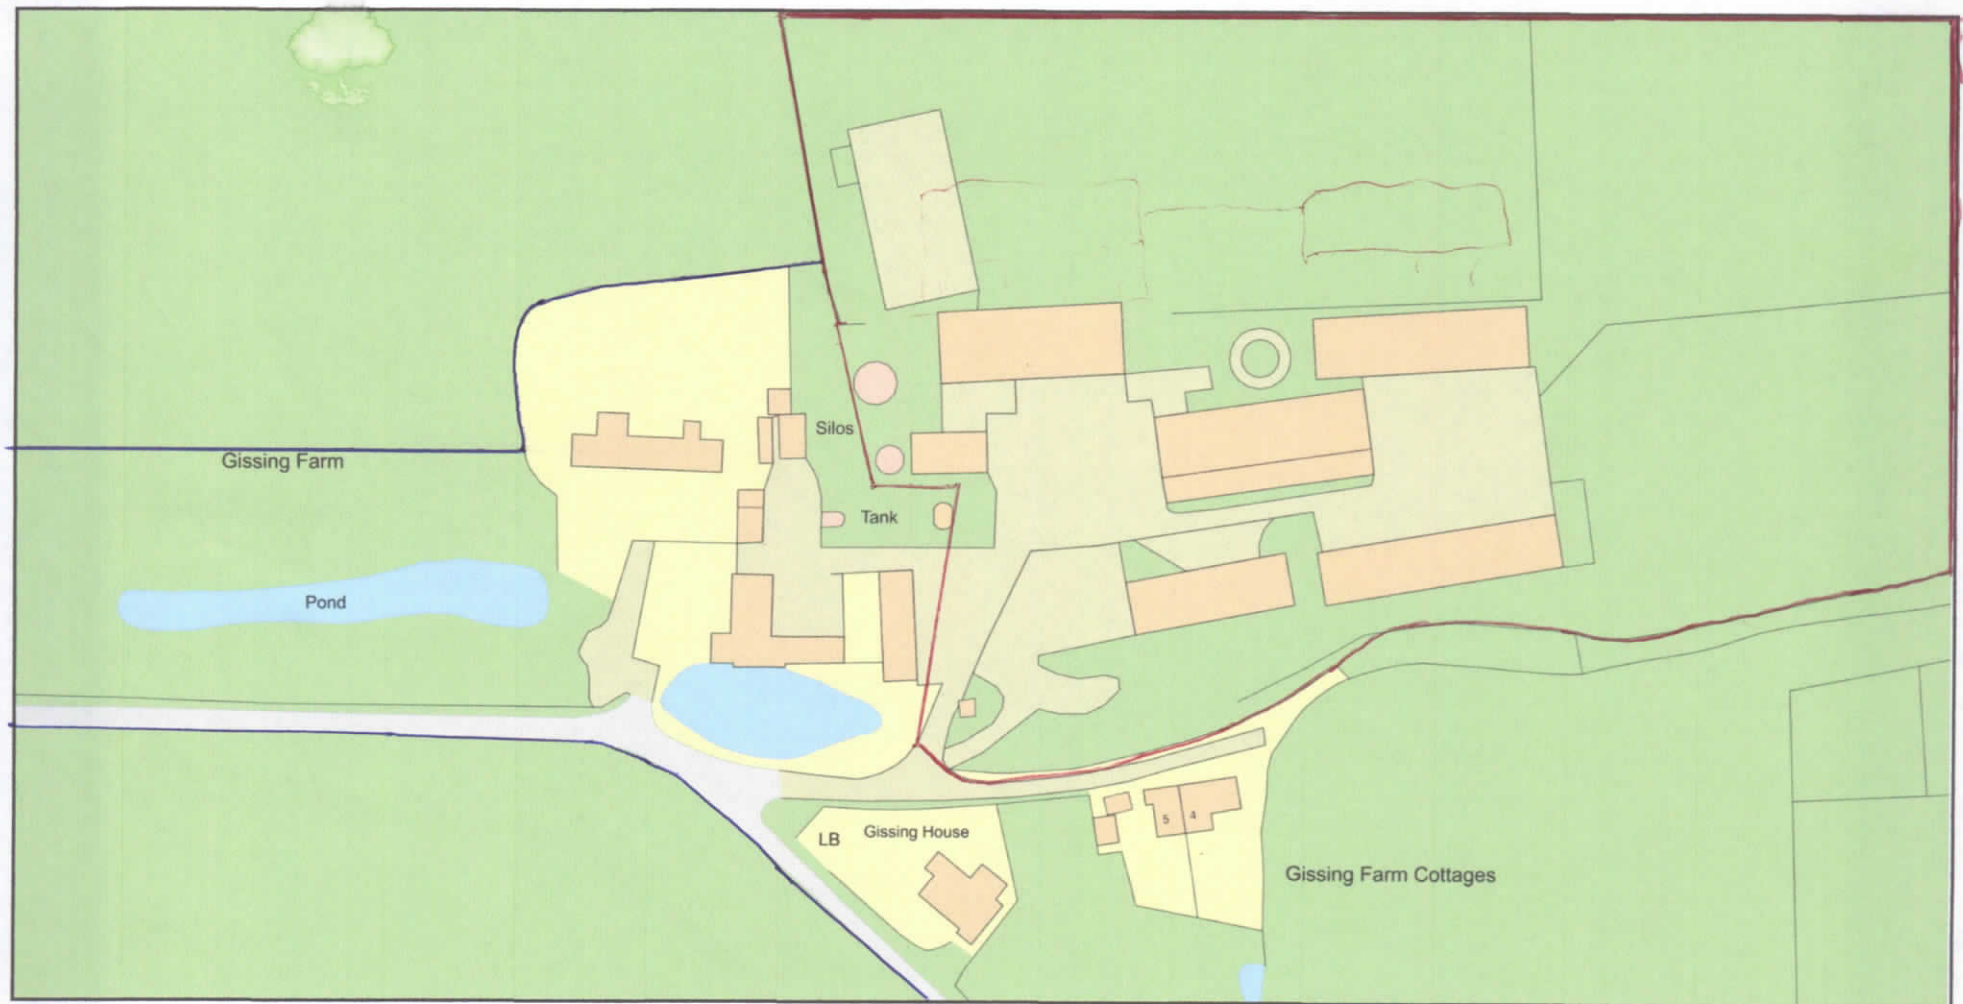 Silos
Gissing Farm
Tank
Pond
5
4
LB
Gissing House
Gissing Farm Cottages